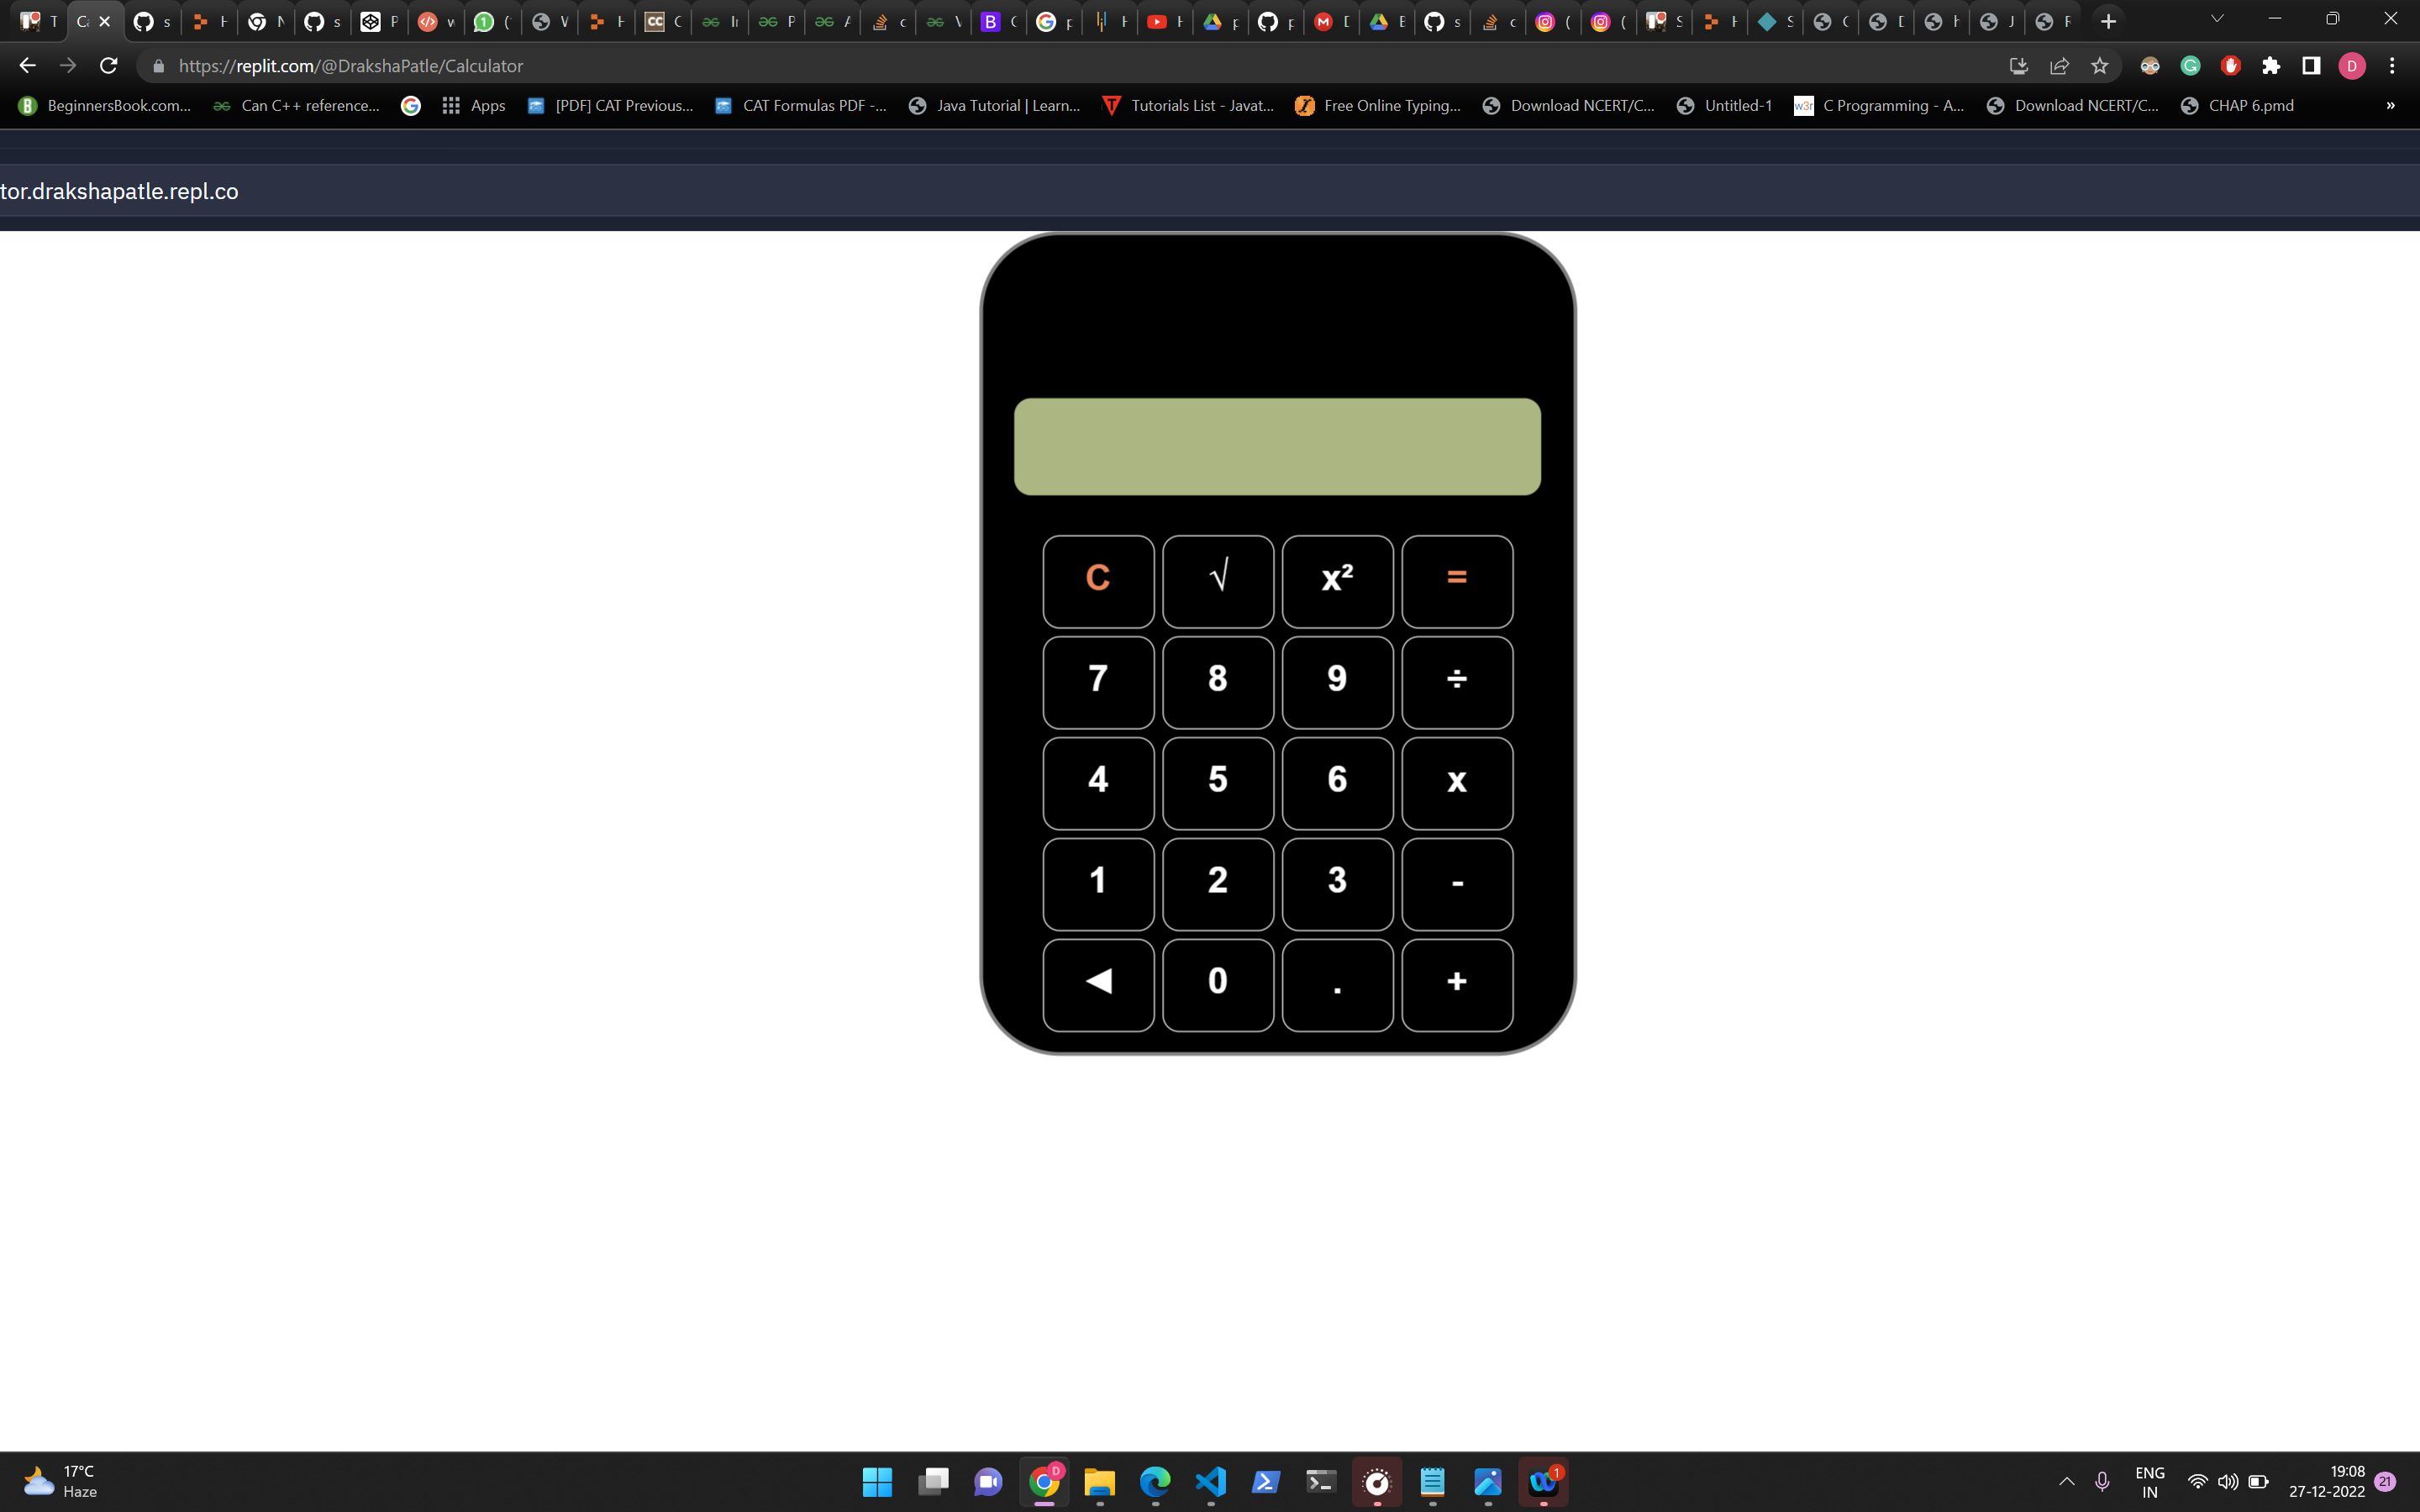 T C s H N s P w ( V H C I P A c V C p H H p p D E s c ( ( S H S C D h J F
https://replit.com/@DrakshaPatle/Calculator
D
BeginnersBook.com... Can C++ reference... Apps [PDF] CAT Previous... CAT Formulas PDF -... Java Tutorial | Learn... Tutorials List - Javat... Free Online Typing... Download NCERT/C... Untitled-1 C Programming - A... Download NCERT/C... CHAP 6.pmd »
tor.drakshapatle.repl.co
C √ x² =
7 8 9 ÷
4 5 6 x
1 2 3 -
◀ 0 . +
17°C
Haze
ENG
IN
19:08
27-12-2022
21